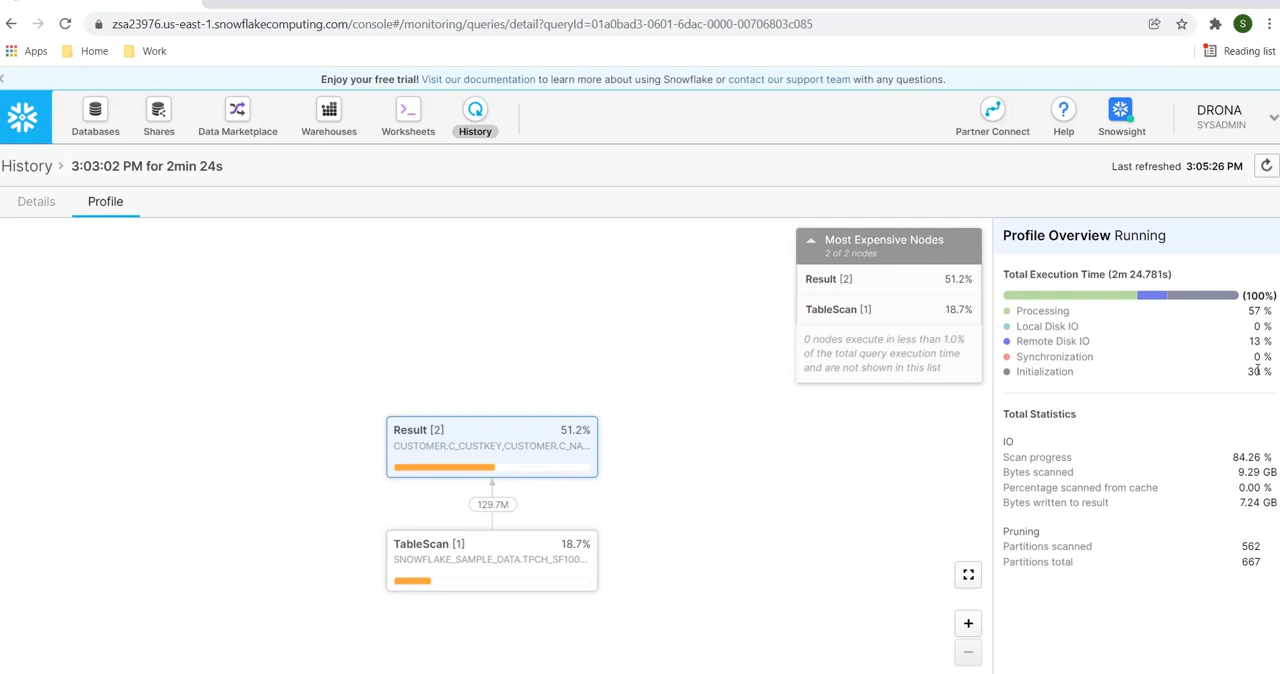 zsa23976.us-east-1.snowflakecomputing.com/console#/monitoring/queries/detail?queryId=01a0bad3-0601-6dac-0000-00706803c085
S
Apps Home Work Reading list
Enjoy your free trial! Visit our documentation to learn more about using Snowflake or contact our support team with any questions.
Databases Shares Data Marketplace Warehouses Worksheets History Partner Connect Help Snowsight
DRONA
SYSADMIN
History 3:03:02 PM for 2min 24s
Last refreshed 3:05:26 PM
Details Profile
Most Expensive Nodes
2 of 2 nodes
Result [2] 51.2%
TableScan [1] 18.7%
0 nodes execute in less than 1.0%
of the total query execution time
and are not shown in this list
Result [2] 51.2%
CUSTOMER.C_CUSTKEY,CUSTOMER.C_NA...
129.7M
TableScan [1] 18.7%
SNOWFLAKE_SAMPLE_DATA.TPCH_SF100...
+
−
Profile Overview Running
Total Execution Time (2m 24.781s)
(100%)
Processing 57 %
Local Disk IO 0 %
Remote Disk IO 13 %
Synchronization 0 %
Initialization 30 %
Total Statistics
IO
Scan progress 84.26 %
Bytes scanned 9.29 GB
Percentage scanned from cache 0.00 %
Bytes written to result 7.24 GB
Pruning
Partitions scanned 562
Partitions total 667